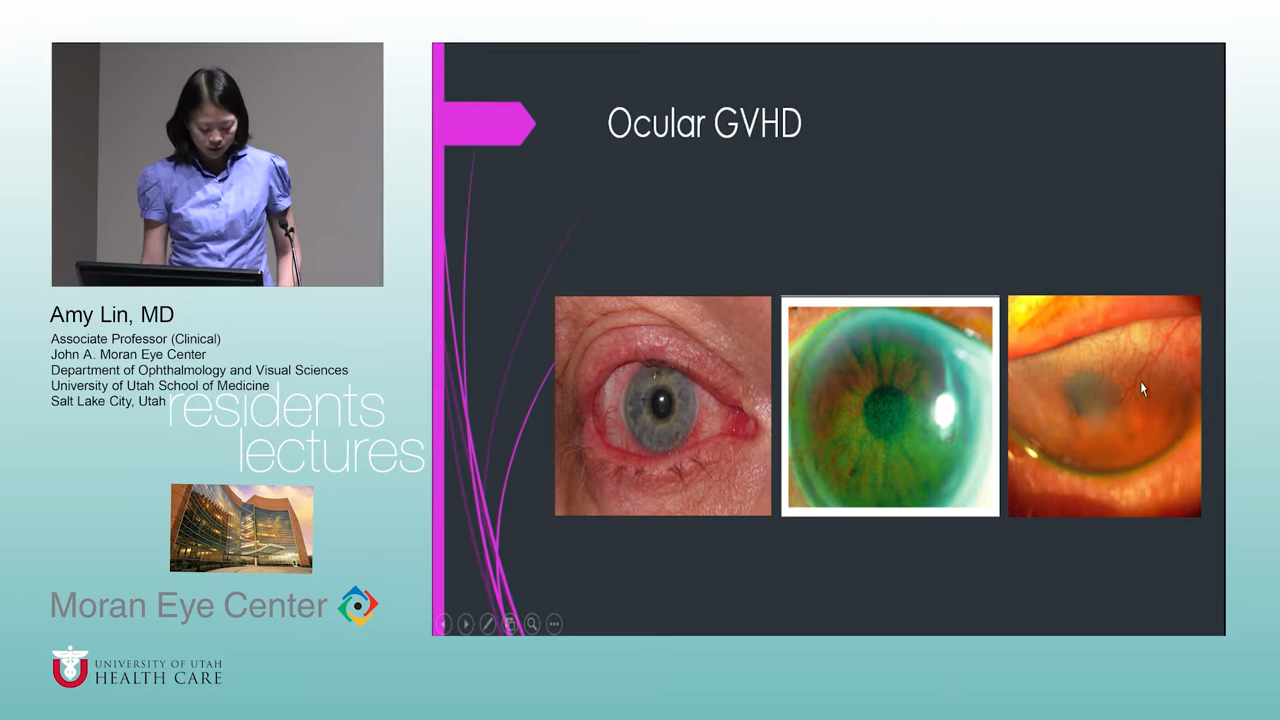 Ocular GVHD
Amy Lin, MD
Associate Professor (Clinical)
John A. Moran Eye Center
Department of Ophthalmology and Visual Sciences
University of Utah School of Medicine
Salt Lake City, Utah
residents
lectures
Moran Eye Center
UNIVERSITY OF UTAH
HEALTH CARE